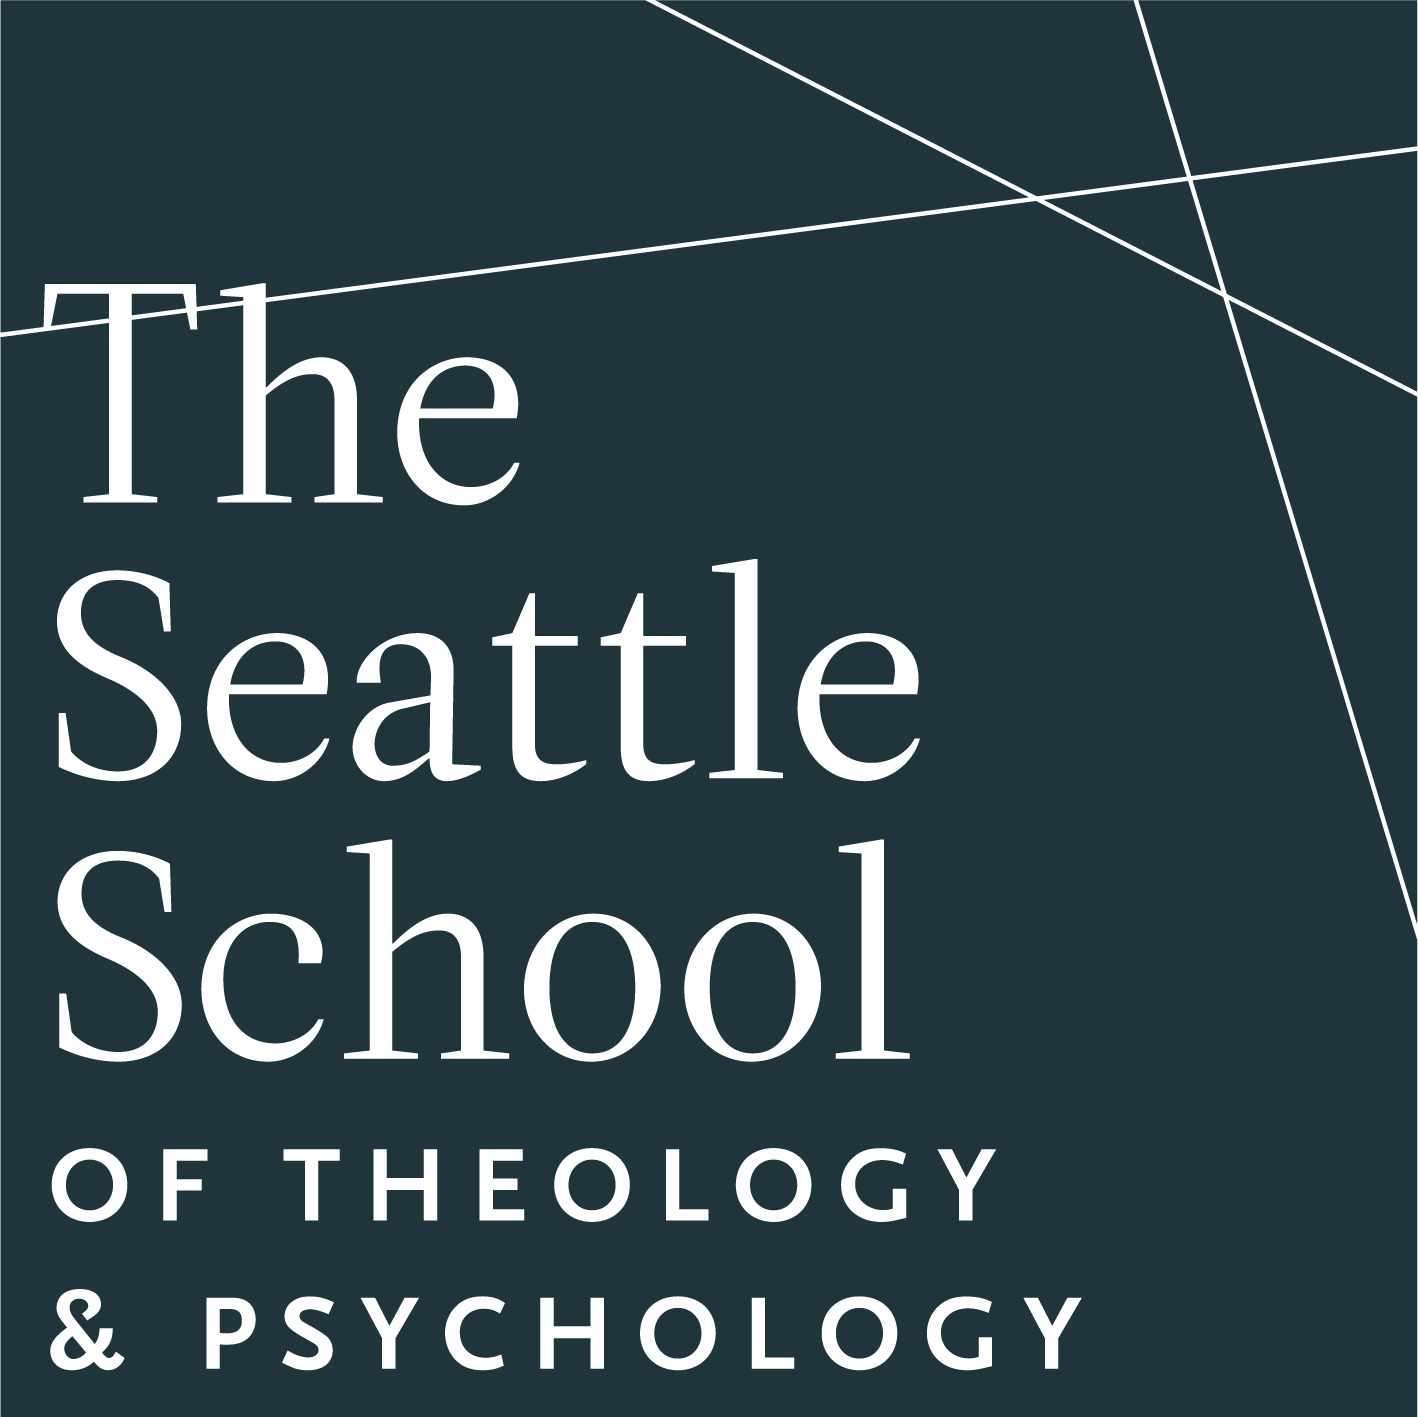 The
Seattle
School
OF THEOLOGY
& PSYCHOLOGY